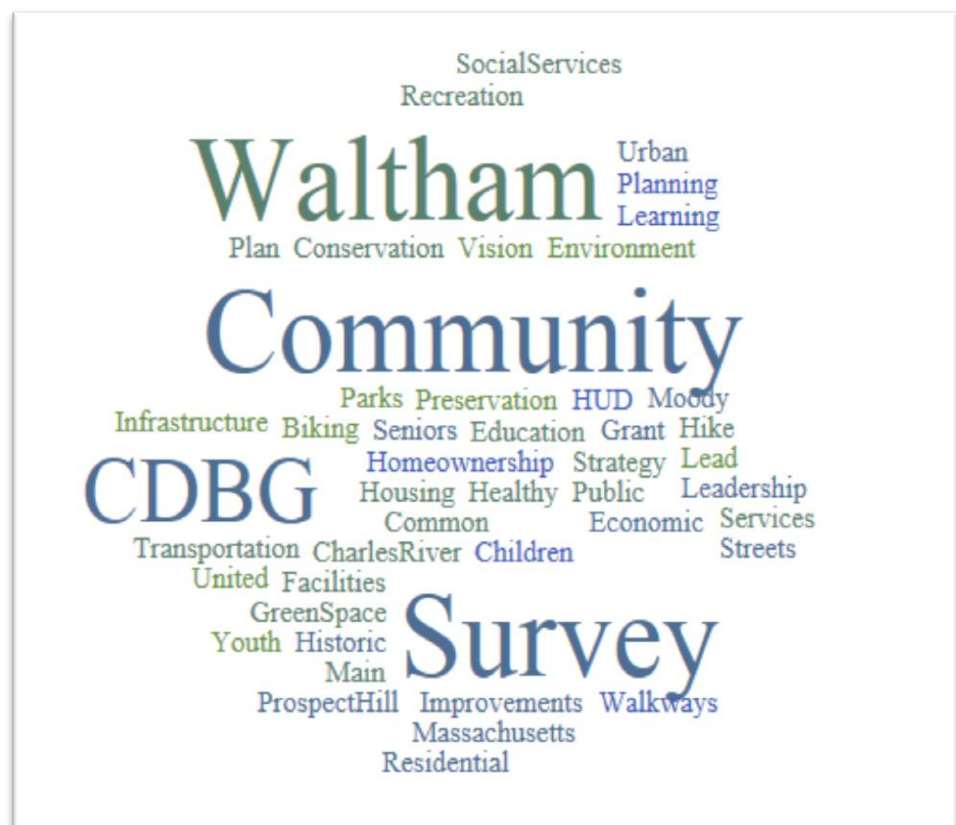 SocialServices
Recreation
Waltham
Urban
Planning
Learning
Plan Conservation Vision Environment
Community
Parks Preservation HUD Moody
Infrastructure Biking Seniors Education Grant Hike
Homeownership Strategy Lead
CDBG
Housing Healthy Public Leadership
Common Economic Services
Transportation CharlesRiver Children Streets
United Facilities
GreenSpace
Survey
Youth Historic
Main
ProspectHill Improvements Walkways
Massachusetts
Residential